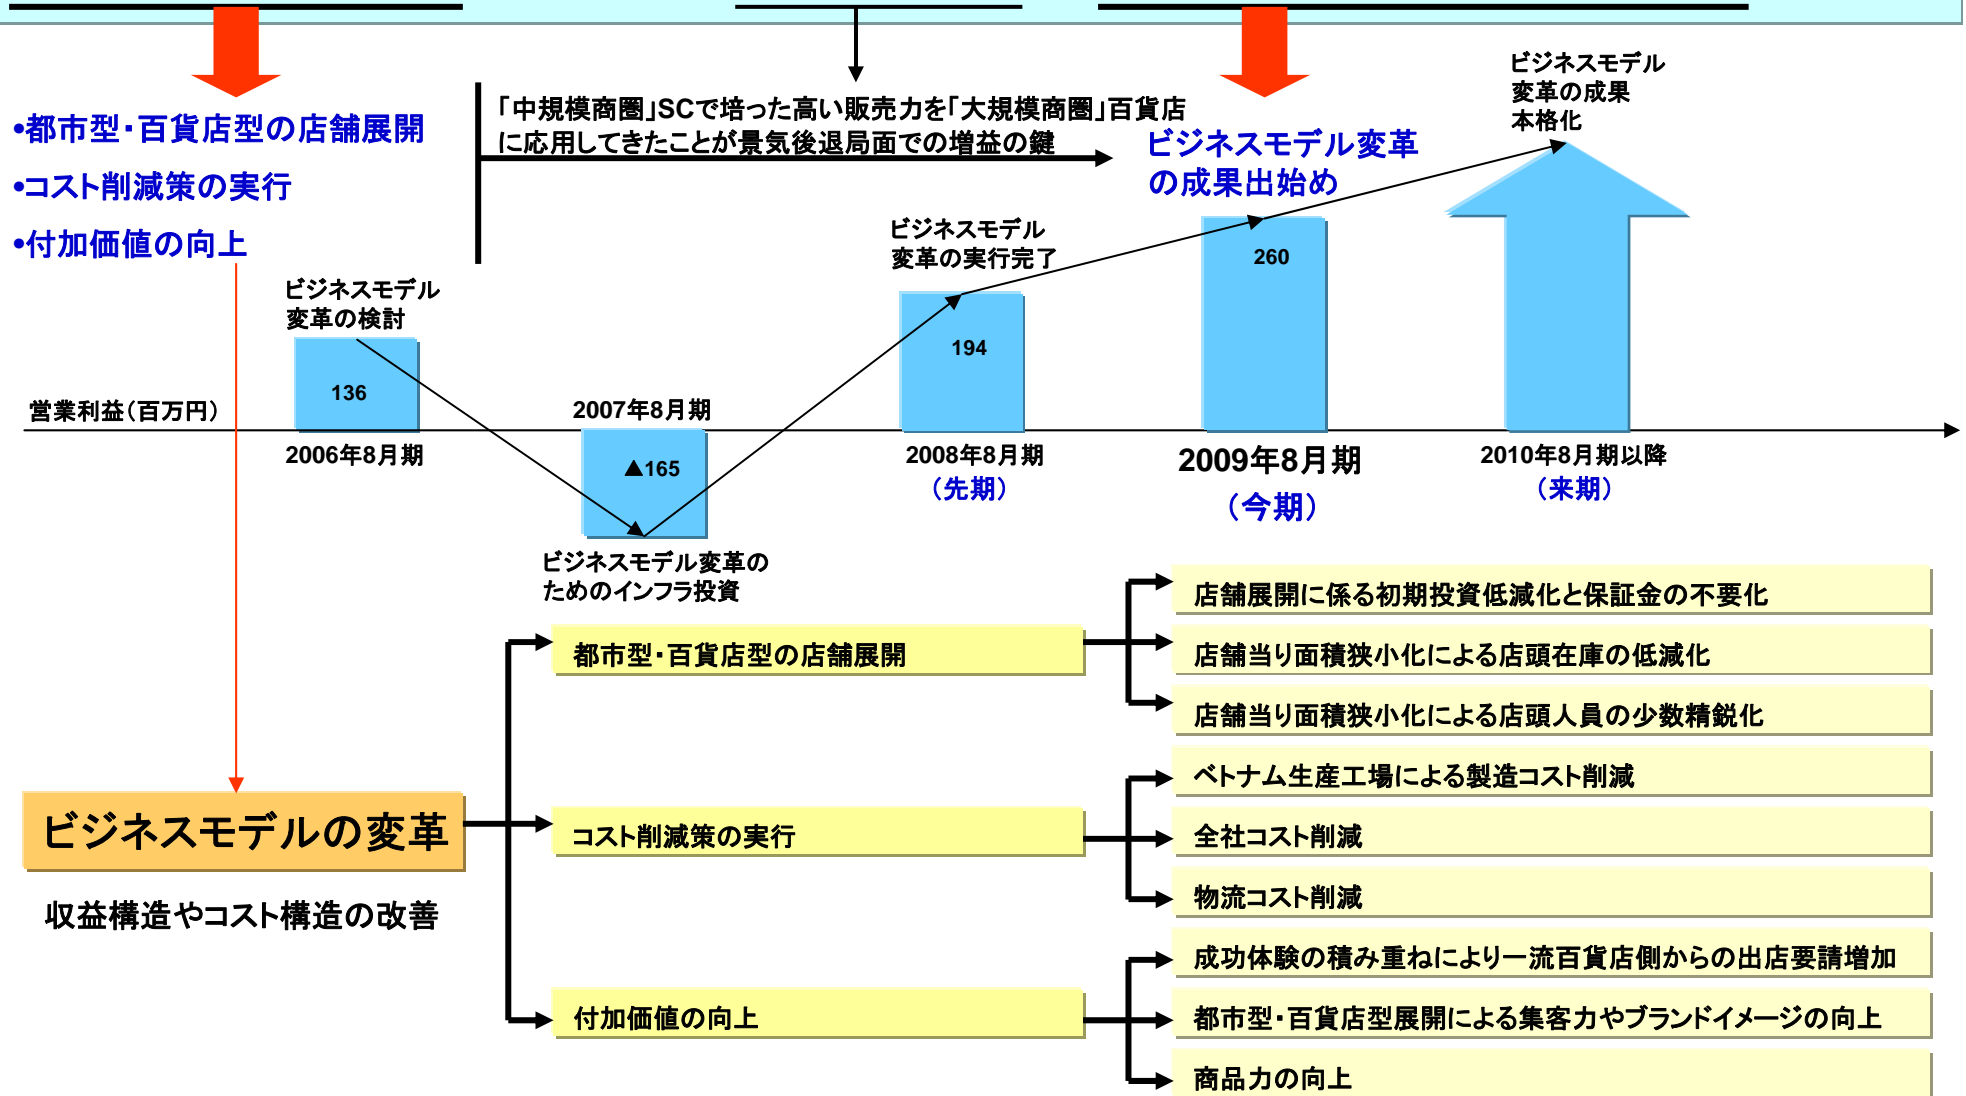 •都市型・百貨店型の店舗展開
•コスト削減策の実行
•付加価値の向上
「中規模商圏」SCで培った高い販売力を「大規模商圏」百貨店
に応用してきたことが景気後退局面での増益の鍵
ビジネスモデル変革
の成果出始め
ビジネスモデル
変革の成果
本格化
ビジネスモデル
変革の実行完了
ビジネスモデル
変革の検討
136
194
260
営業利益(百万円)
2007年8月期
▲165
2006年8月期
2008年8月期
(先期)
2009年8月期
(今期)
2010年8月期以降
(来期)
ビジネスモデル変革の
ためのインフラ投資
ビジネスモデルの変革
収益構造やコスト構造の改善
都市型・百貨店型の店舗展開
店舗展開に係る初期投資低減化と保証金の不要化
店舗当り面積狭小化による店頭在庫の低減化
店舗当り面積狭小化による店頭人員の少数精鋭化
コスト削減策の実行
ベトナム生産工場による製造コスト削減
全社コスト削減
物流コスト削減
付加価値の向上
成功体験の積み重ねにより一流百貨店側からの出店要請増加
都市型・百貨店型展開による集客力やブランドイメージの向上
商品力の向上